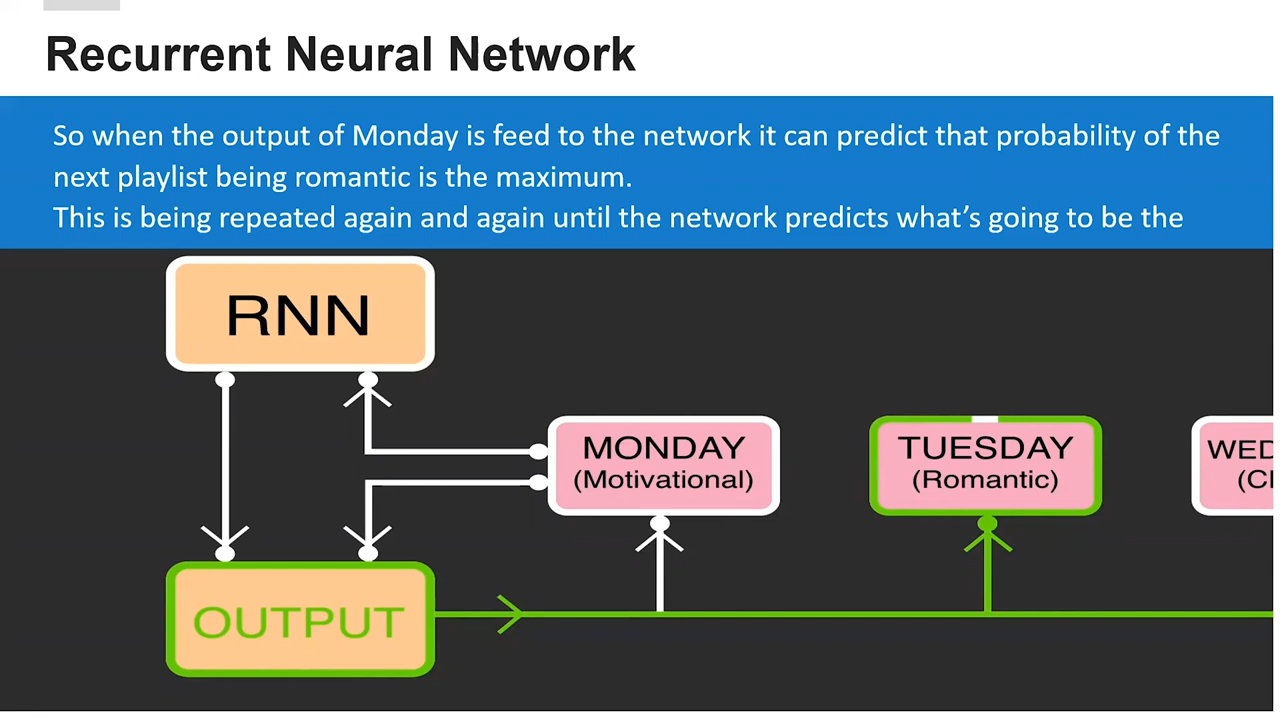 Recurrent Neural Network
So when the output of Monday is feed to the network it can predict that probability of the
next playlist being romantic is the maximum.
This is being repeated again and again until the network predicts what's going to be the
RNN
MONDAY
(Motivational)
TUESDAY
(Romantic)
WED
(Cl
OUTPUT